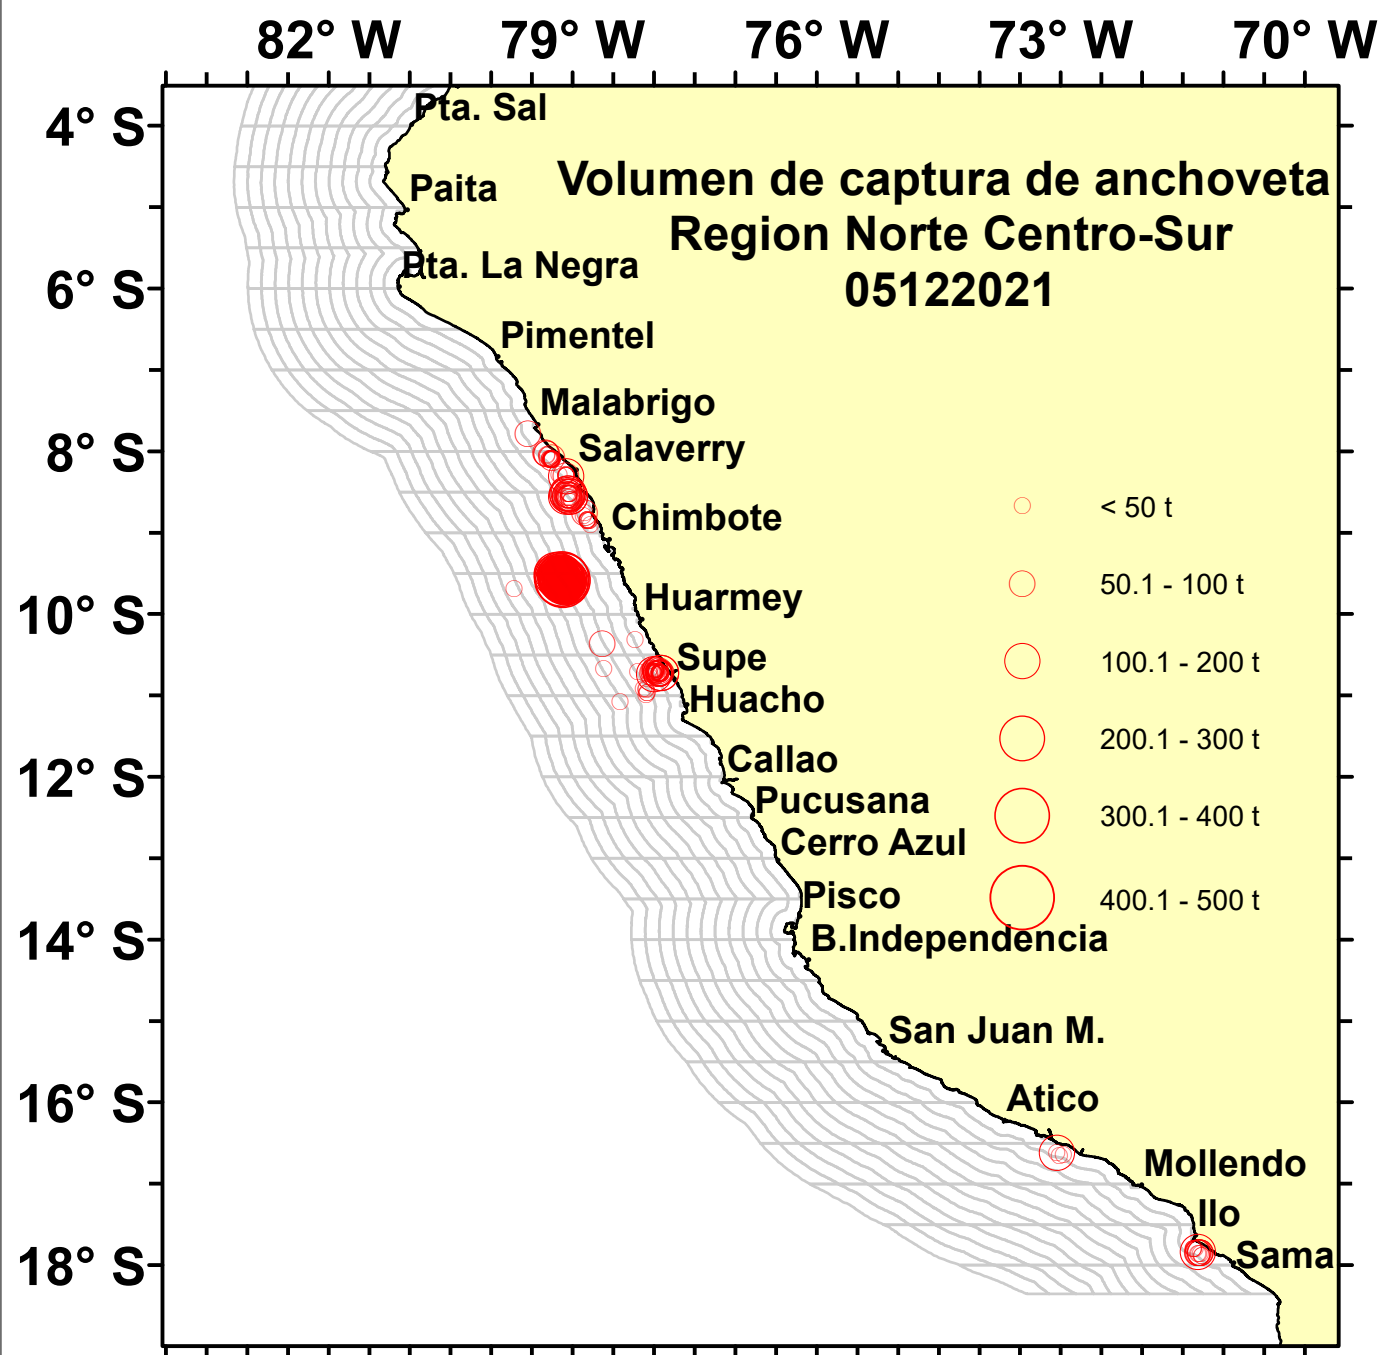 82° W
79° W
76° W
73° W
70° W
4° S
6° S
8° S
10° S
12° S
14° S
16° S
18° S
Volumen de captura de anchoveta
Region Norte Centro-Sur
05122021
Pta. Sal
Paita
Pta. La Negra
Pimentel
Malabrigo
Salaverry
Chimbote
Huarmey
Supe
Huacho
Callao
Pucusana
Cerro Azul
Pisco
B.Independencia
San Juan M.
Atico
Mollendo
Ilo
Sama
< 50 t
50.1 - 100 t
100.1 - 200 t
200.1 - 300 t
300.1 - 400 t
400.1 - 500 t